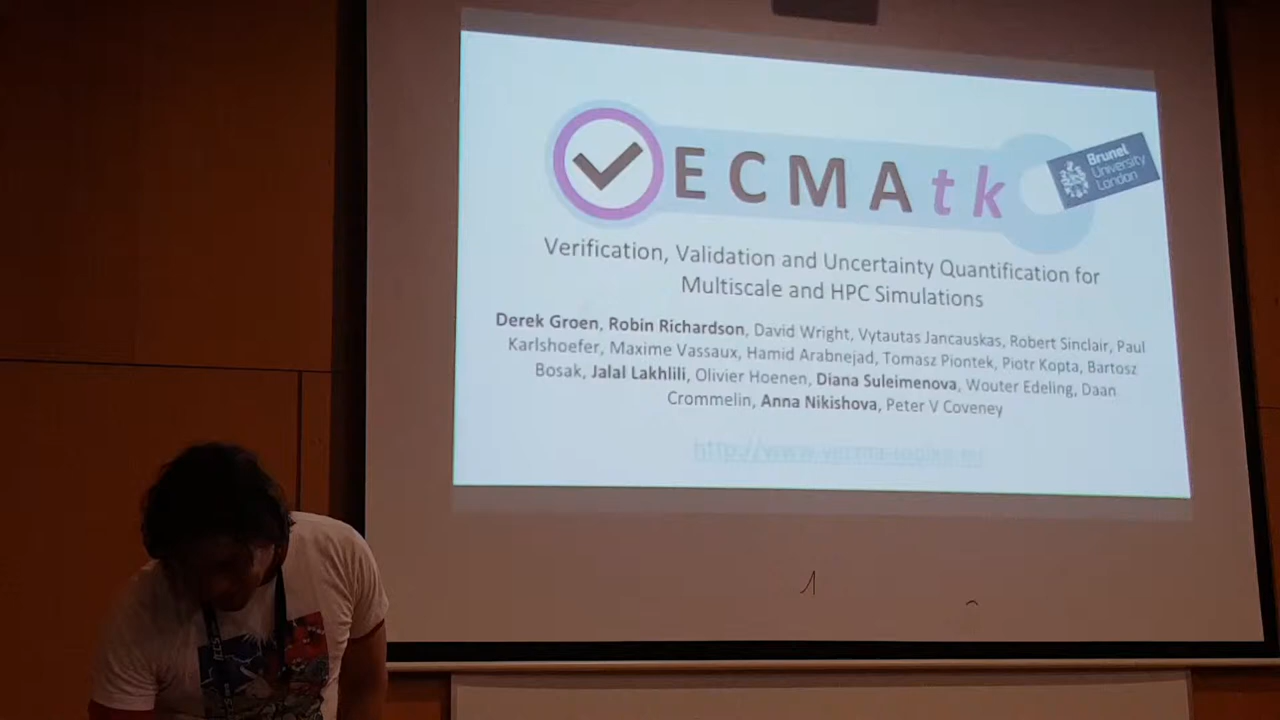 ECMAtk
Brunel
University
London
Verification, Validation and Uncertainty Quantification for
Multiscale and HPC Simulations
Derek Groen, Robin Richardson, David Wright, Vytautas Jancauskas, Robert Sinclair, Paul
Karlshoefer, Maxime Vassaux, Hamid Arabnejad, Tomasz Piontek, Piotr Kopta, Bartosz
Bosak, Jalal Lakhlili, Olivier Hoenen, Diana Suleimenova, Wouter Edeling, Daan
Crommelin, Anna Nikishova, Peter V Coveney